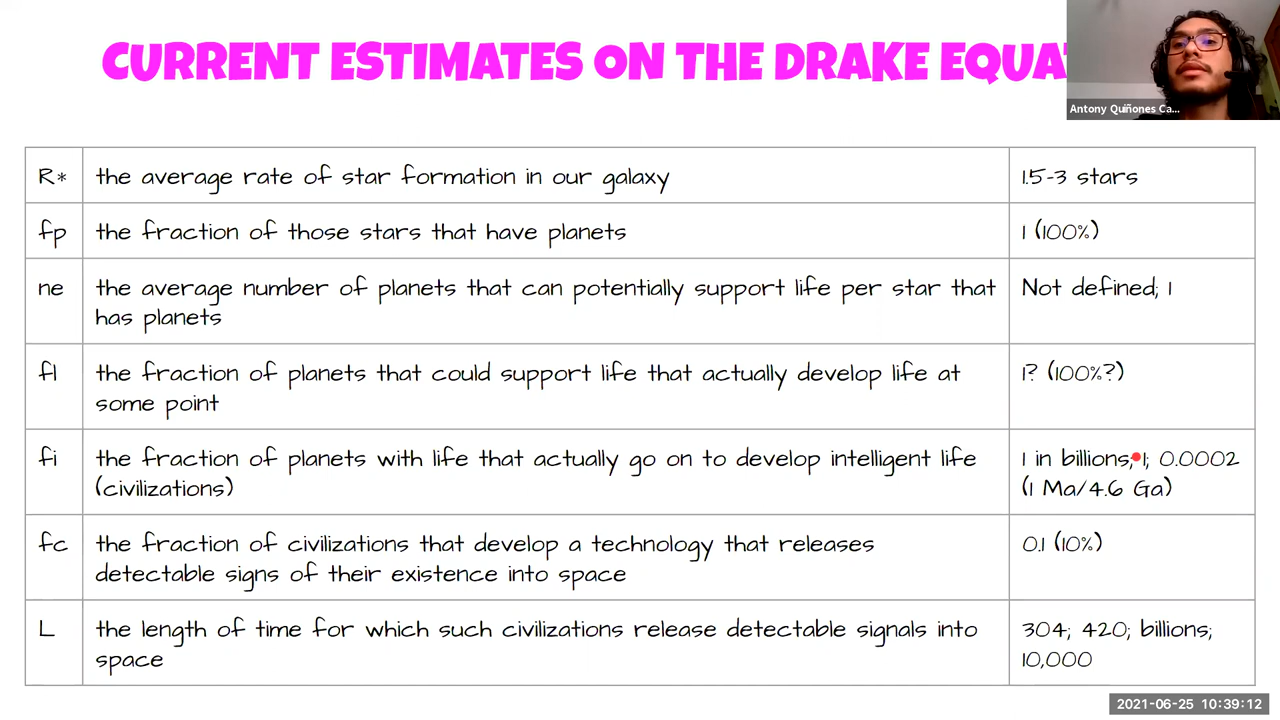 CURRENT ESTIMATES ON THE DRAKE EQUA
Antony Quiñones Ca...
R* the average rate of star formation in our galaxy 1.5-3 stars
fp the fraction of those stars that have planets 1 (100%)
ne the average number of planets that can potentially support life per star that Not defined; 1
has planets
fl the fraction of planets that could support life that actually develop life at 1? (100%?)
some point
fi the fraction of planets with life that actually go on to develop intelligent life 1 in billions; 1; 0.0002
(civilizations) (1 Ma/4.6 Ga)
fc the fraction of civilizations that develop a technology that releases 0.1 (10%)
detectable signs of their existence into space
L the length of time for which such civilizations release detectable signals into 304; 420; billions;
space 10,000
2021-06-25 10:39:12